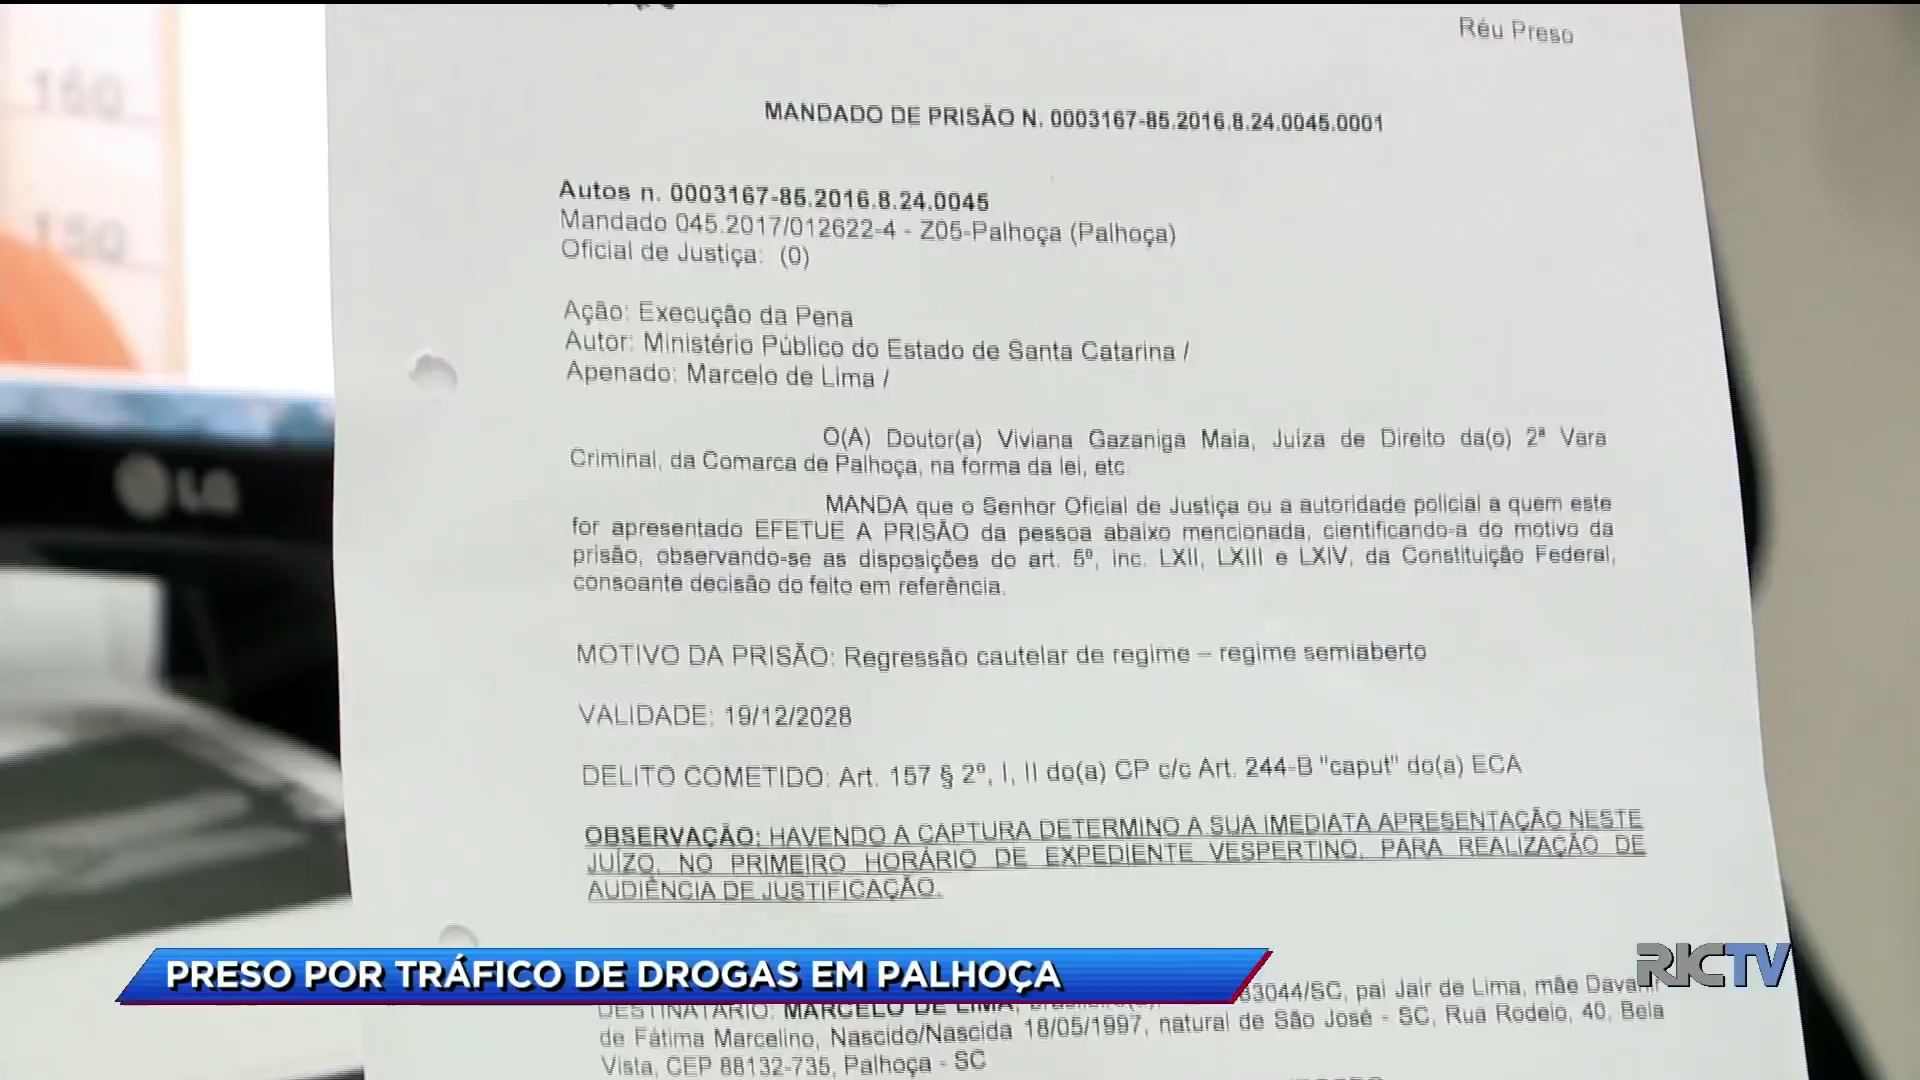 160
150
LG
Réu Preso
MANDADO DE PRISÃO N. 0003167-85.2016.8.24.0045.0001
Autos n. 0003167-85.2016.8.24.0045
Mandado 045.2017/012622-4 - Z05-Palhoça (Palhoça)
Oficial de Justiça: (0)
Ação: Execução da Pena
Autor: Ministério Público do Estado de Santa Catarina /
Apenado: Marcelo de Lima /
O(A) Doutor(a) Viviana Gazaniga Maia, Juíza de Direito da(o) 2ª Vara
Criminal, da Comarca de Palhoça, na forma da lei, etc.
MANDA que o Senhor Oficial de Justiça ou a autoridade policial a quem este
for apresentado EFETUE A PRISÃO da pessoa abaixo mencionada, cientificando-a do motivo da
prisão, observando-se as disposições do art. 5º, inc. LXII, LXIII e LXIV, da Constituição Federal,
consoante decisão do feito em referência.
MOTIVO DA PRISÃO: Regressão cautelar de regime – regime semiaberto
VALIDADE: 19/12/2028
DELITO COMETIDO: Art. 157 § 2º, I, II do(a) CP c/c Art. 244-B "caput" do(a) ECA
OBSERVAÇÃO: HAVENDO A CAPTURA DETERMINO A SUA IMEDIATA APRESENTAÇÃO NESTE
JUÍZO, NO PRIMEIRO HORÁRIO DE EXPEDIENTE VESPERTINO, PARA REALIZAÇÃO DE
AUDIÊNCIA DE JUSTIFICAÇÃO.
PRESO POR TRÁFICO DE DROGAS EM PALHOÇA
RICTV
DESTINATÁRIO: MARCELO DE LIMA, 83044/SC, pai Jair de Lima, mãe
de Fátima Marcelino, Nascido/Nascida 18/05/1997, natural de São José - SC, Rua Rodeio, 40, Bela
Vista, CEP 88132-735, Palhoça - SC